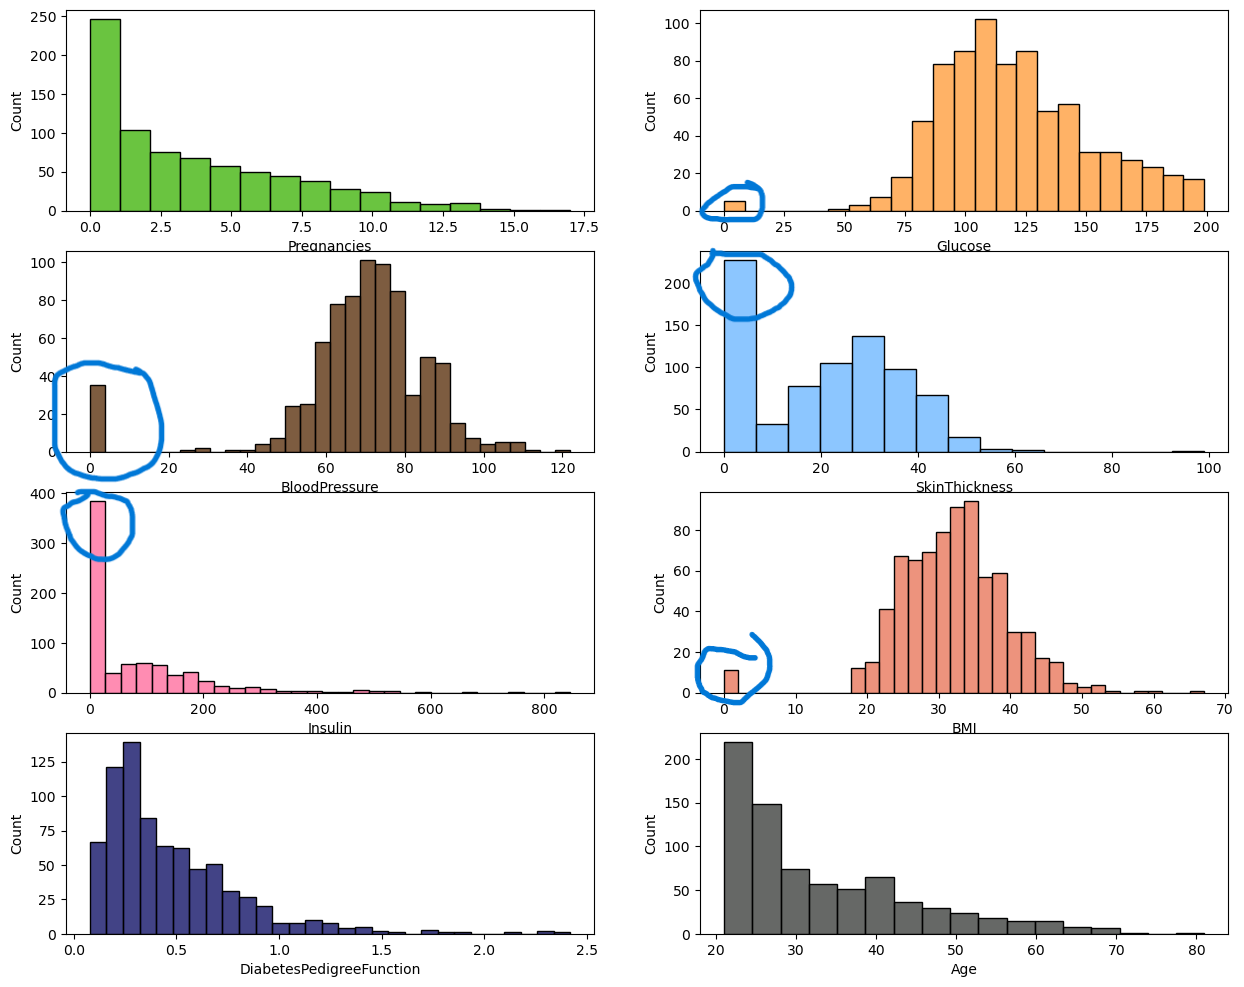 250
200
150
100
50
0
Count
0.0 2.5 5.0 7.5 10.0 12.5 15.0 17.5
Pregnancies
100
80
60
40
20
0
Count
0 25 50 75 100 125 150 175 200
Glucose
100
80
60
40
20
0
Count
0 20 40 60 80 100 120
BloodPressure
200
150
100
50
0
Count
0 20 40 60 80 100
SkinThickness
400
300
200
100
0
Count
0 200 400 600 800
Insulin
80
60
40
20
0
Count
0 10 20 30 40 50 60 70
BMI
125
100
75
50
25
0
Count
0.0 0.5 1.0 1.5 2.0 2.5
DiabetesPedigreeFunction
200
150
100
50
0
Count
20 30 40 50 60 70 80
Age